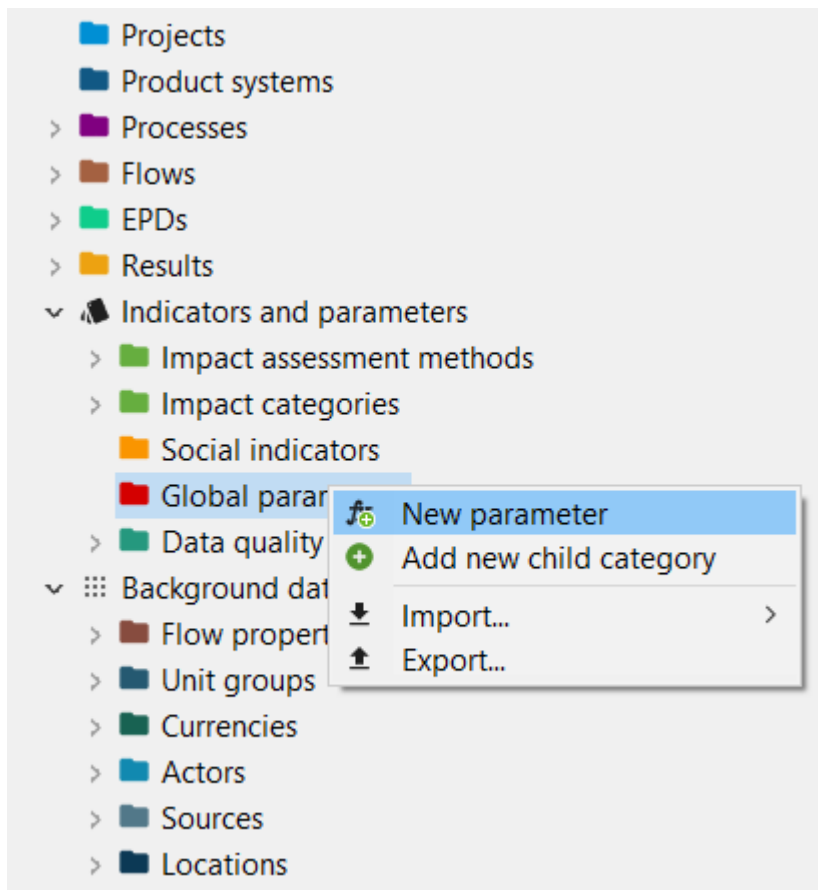 Projects
Product systems
Processes
Flows
EPDs
Results
Indicators and parameters
Impact assessment methods
Impact categories
Social indicators
Global param
New parameter
Data quality
Add new child category
Background dat
Import...
Flow propert
Export...
Unit groups
Currencies
Actors
Sources
Locations